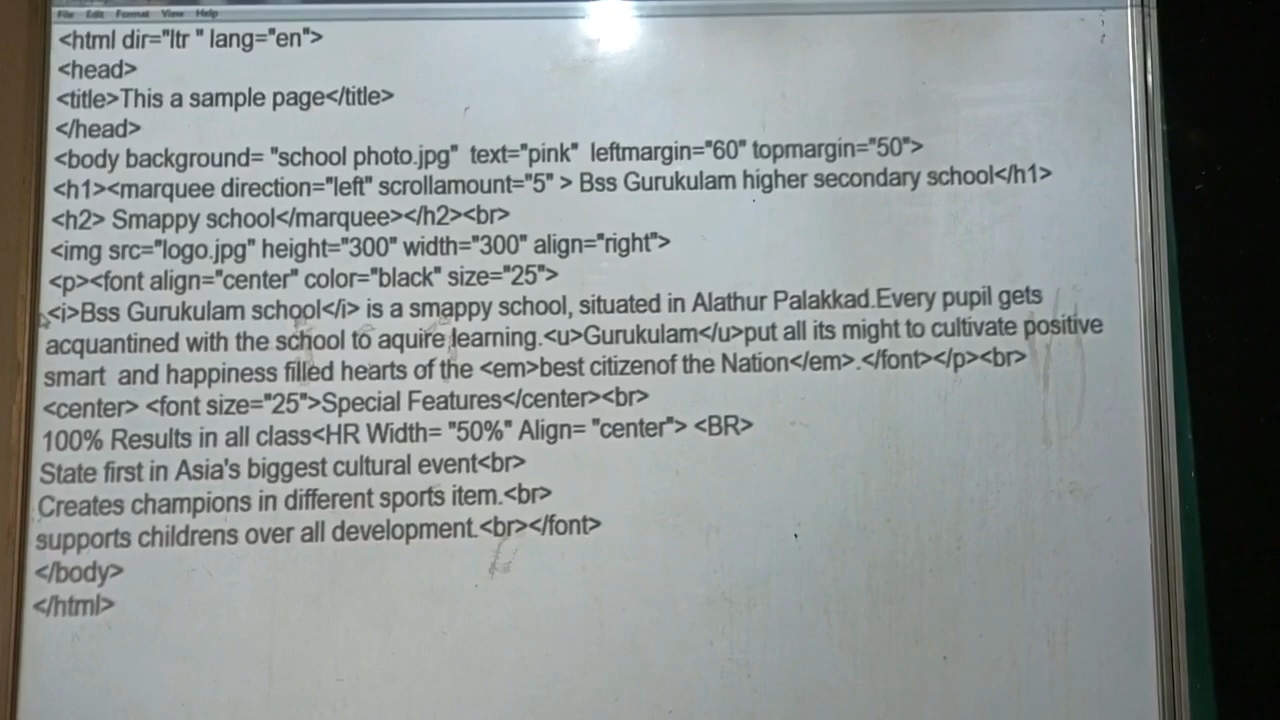 File Edit Format View Help
<html dir="ltr " lang="en">
<head>
<title>This a sample page</title>
</head>
<body background= "school photo.jpg"  text="pink"  leftmargin="60" topmargin="50">
<h1><marquee direction="left" scrollamount="5" > Bss Gurukulam higher secondary school</h1>
<h2> Smappy school</marquee></h2><br>
<img src="logo.jpg" height="300" width="300" align="right">
<p><font align="center" color="black" size="25">
<i>Bss Gurukulam school</i> is a smappy school, situated in Alathur Palakkad.Every pupil gets
acquantined with the school to aquire learning.<u>Gurukulam</u>put all its might to cultivate positive
smart  and happiness filled hearts of the <em>best citizenof the Nation</em>.</font></p><br>
<center> <font size="25">Special Features</center><br>
100% Results in all class<HR Width= "50%" Align= "center"> <BR>
State first in Asia's biggest cultural event<br>
Creates champions in different sports item.<br>
supports childrens over all development.<br></font>
</body>
</html>